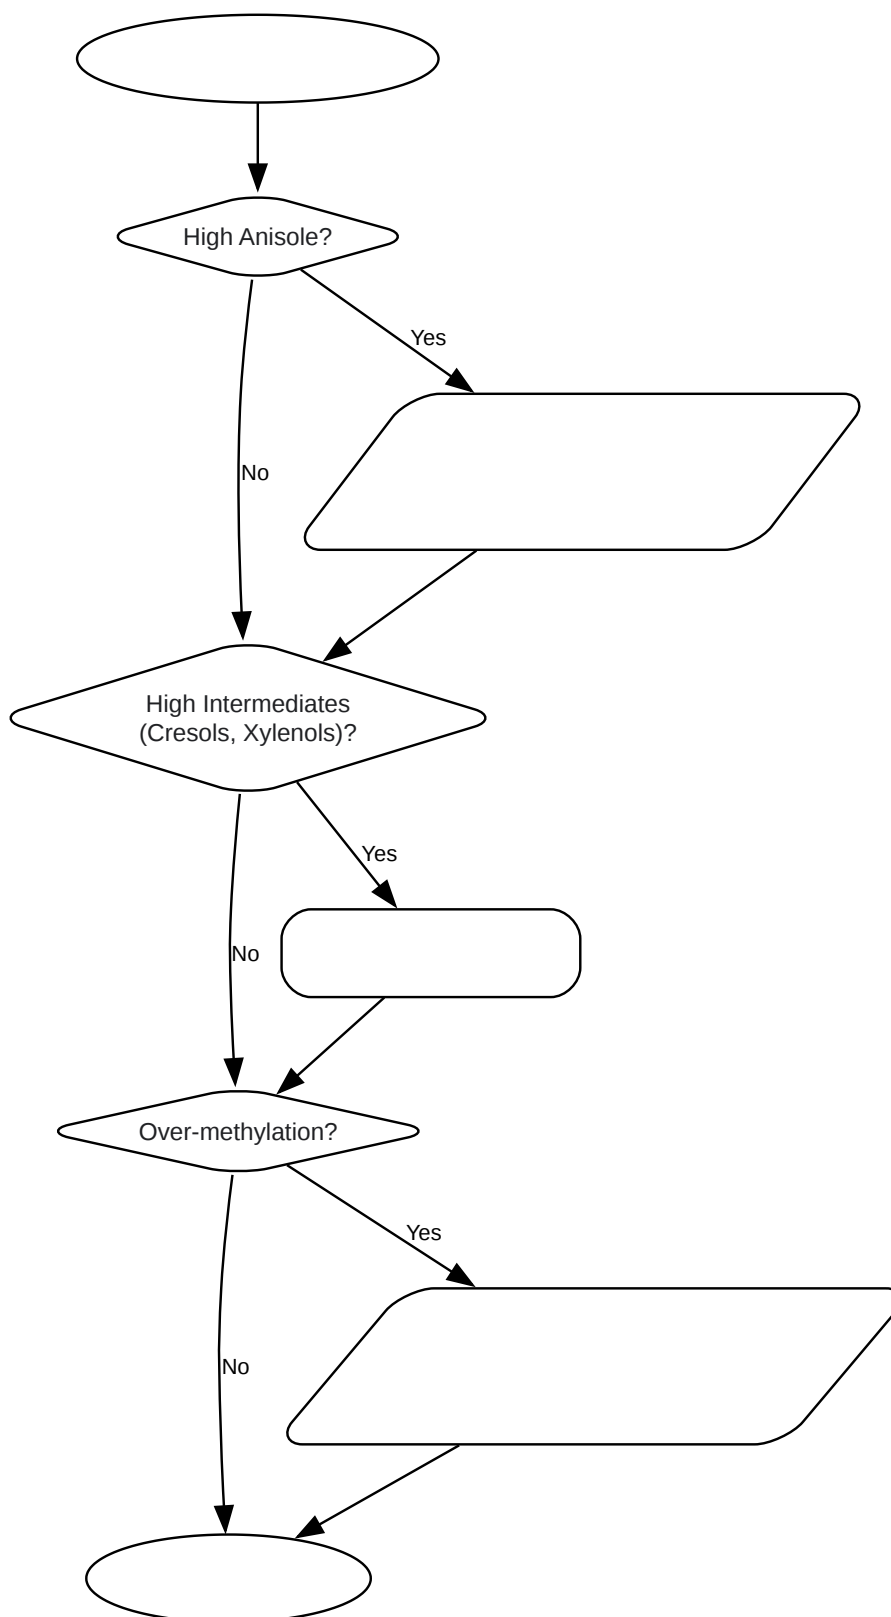 High Anisole?
Yes
No
High Intermediates
(Cresols, Xylenols)?
Yes
No
Over-methylation?
Yes
No